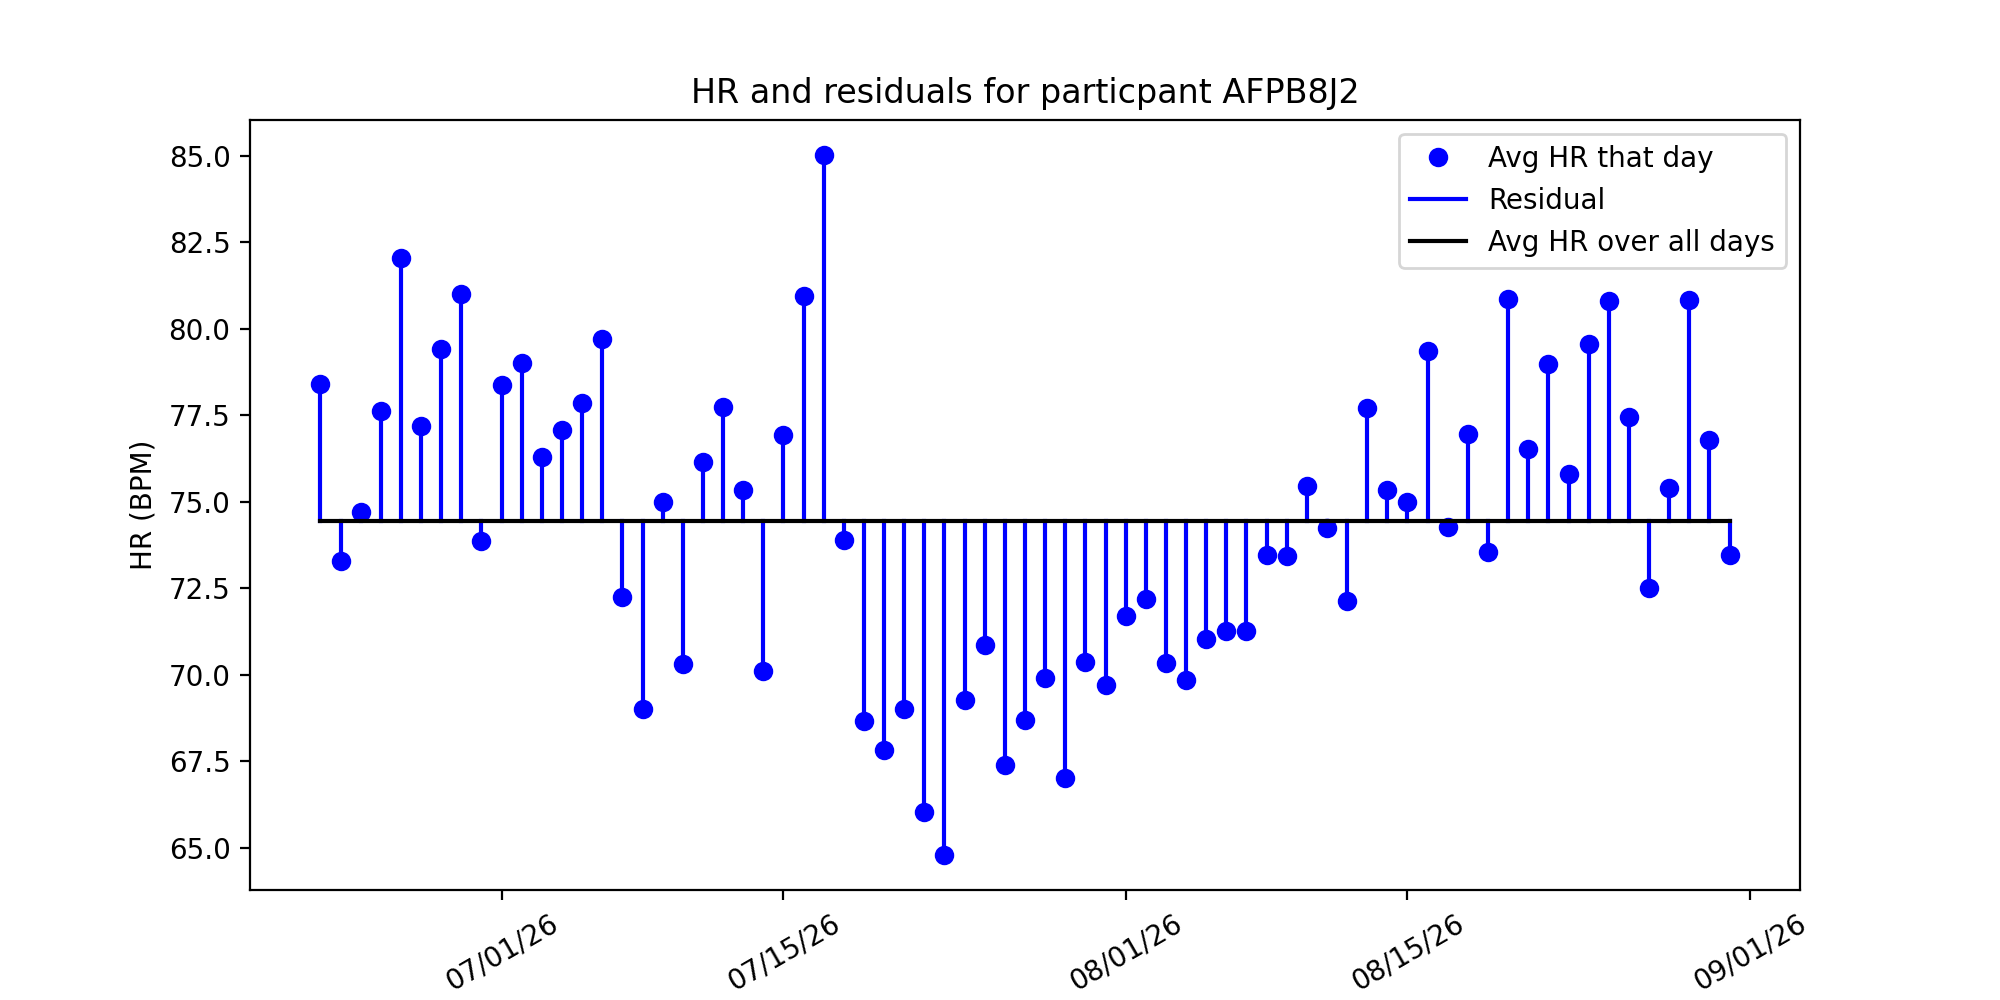 HR and residuals for particpant AFPB8J2
Avg HR that day
Residual
Avg HR over all days
HR (BPM)
85.0
82.5
80.0
77.5
75.0
72.5
70.0
67.5
65.0
07/01/26
07/15/26
08/01/26
08/15/26
09/01/26